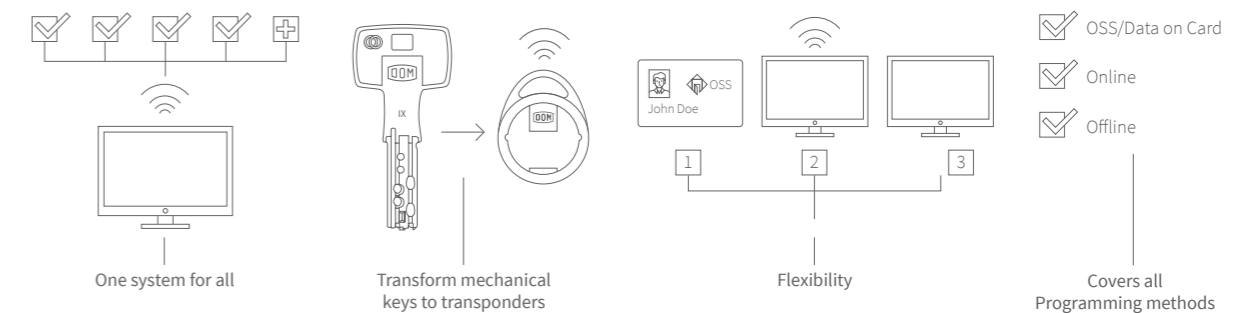 DOM
IX
DOM
OSS
John Doe
1
2
3
OSS/Data on Card
Online
Offline
One system for all
Transform mechanical
keys to transponders
Flexibility
Covers all
Programming methods